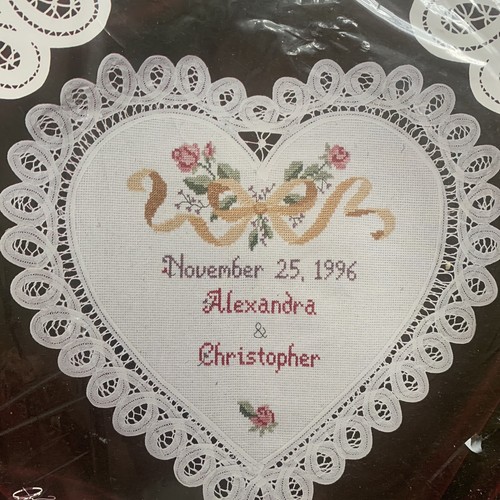 November 25, 1996
Alexandra
&
Christopher